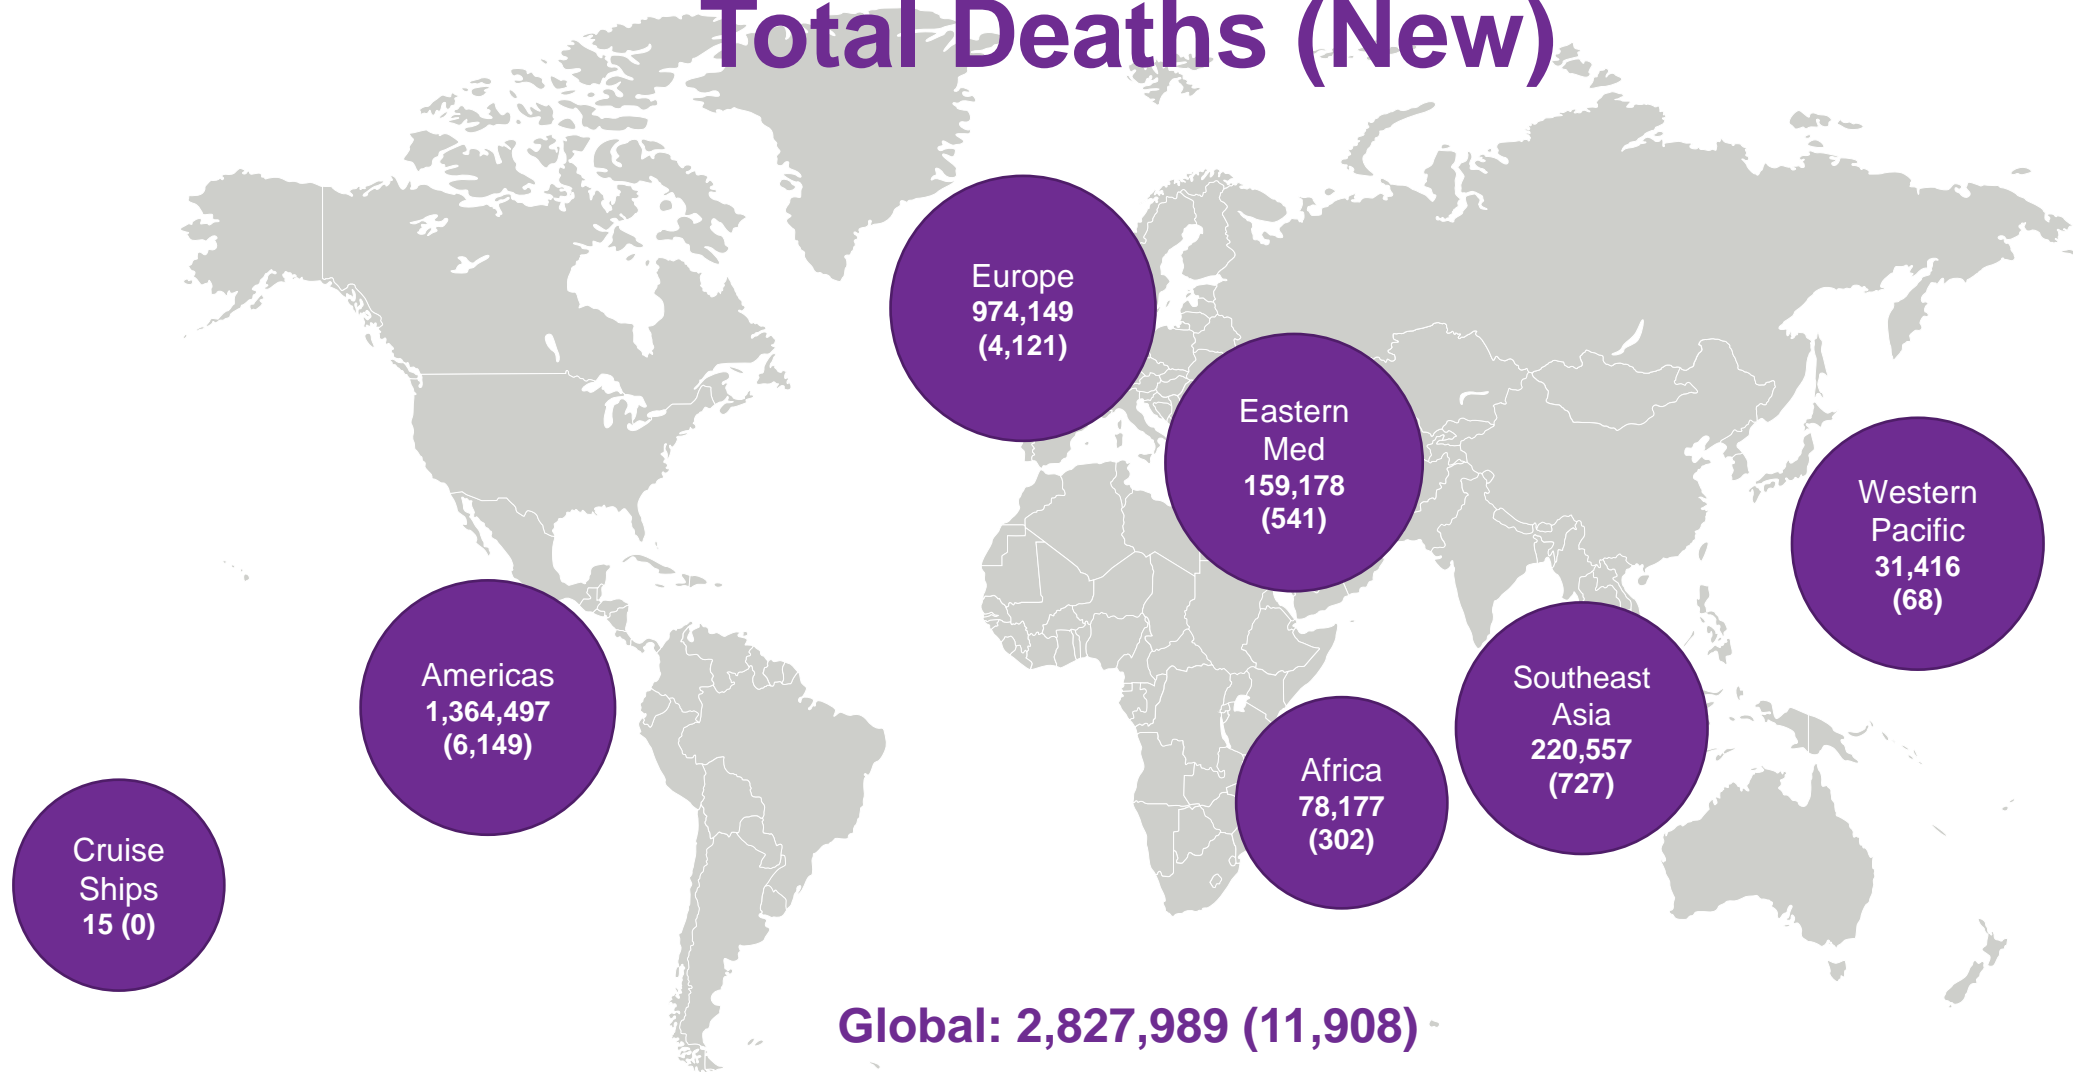 Total Deaths (New)
Europe
974,149
(4,121)
Eastern
Med
159,178
(541)
Western
Pacific
31,416
(68)
Americas
1,364,497
(6,149)
Southeast
Asia
220,557
(727)
Africa
78,177
(302)
Cruise
Ships
15 (0)
Global: 2,827,989 (11,908)